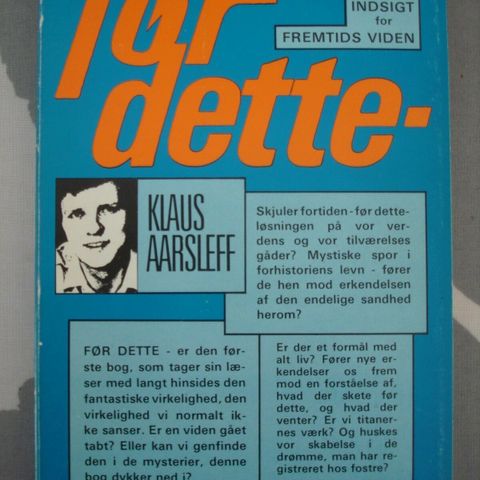 INDSIGT
for
FREMTIDS VIDEN
før
dette-
KLAUS
AARSLEFF
Skjuler fortiden - før dette-
løsningen på vor ver-
dens og vor tilværelses
gåder? Mystiske spor i
forhistoriens levn - fører
de hen mod erkendelsen
af den endelige sandhed
herom?
FØR DETTE - er den før-
ste bog, som tager sin læ-
ser med langt hinsides den
fantastiske virkelighed, den
virkelighed vi normalt ik-
ke sanser. Er en viden gået
tabt? Eller kan vi genfinde
den i de mysterier, denne
bog dykker ned i?
Er der et formål med
alt liv? Fører nye er-
kendelser os frem
mod en forståelse af,
hvad der skete før
dette, og hvad der
venter? Er vi titaner-
nes værk? Og huskes
vor skabelse i de
drømme, man har re-
gistreret hos fostre?